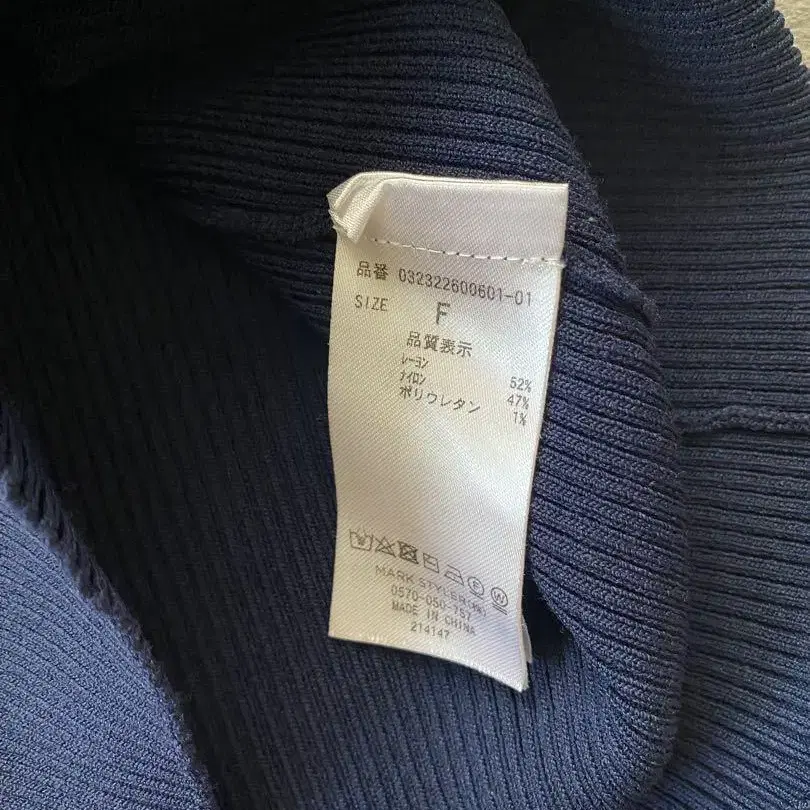 品番 032322600601-01
SIZE F
品質表示
レーヨン 52%
ナイロン 47%
ポリウレタン 1%
MARK STYLER(株)
0570-050-757
MADE IN CHINA
214147